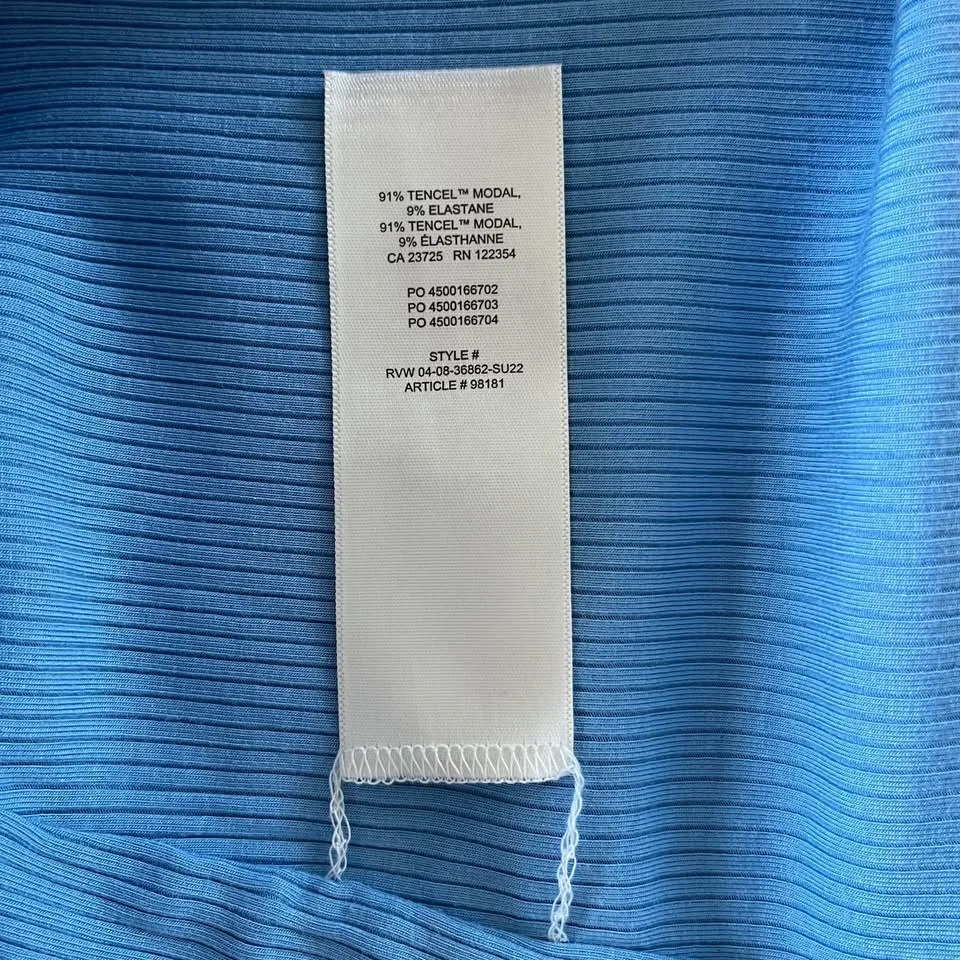 91% TENCEL™ MODAL,
9% ELASTANE
91% TENCEL™ MODAL,
9% ÉLASTHANNE
CA 23725 RN 122354
PO 4500166702
PO 4500166703
PO 4500166704
STYLE #
RVW 04-08-36862-SU22
ARTICLE # 98181